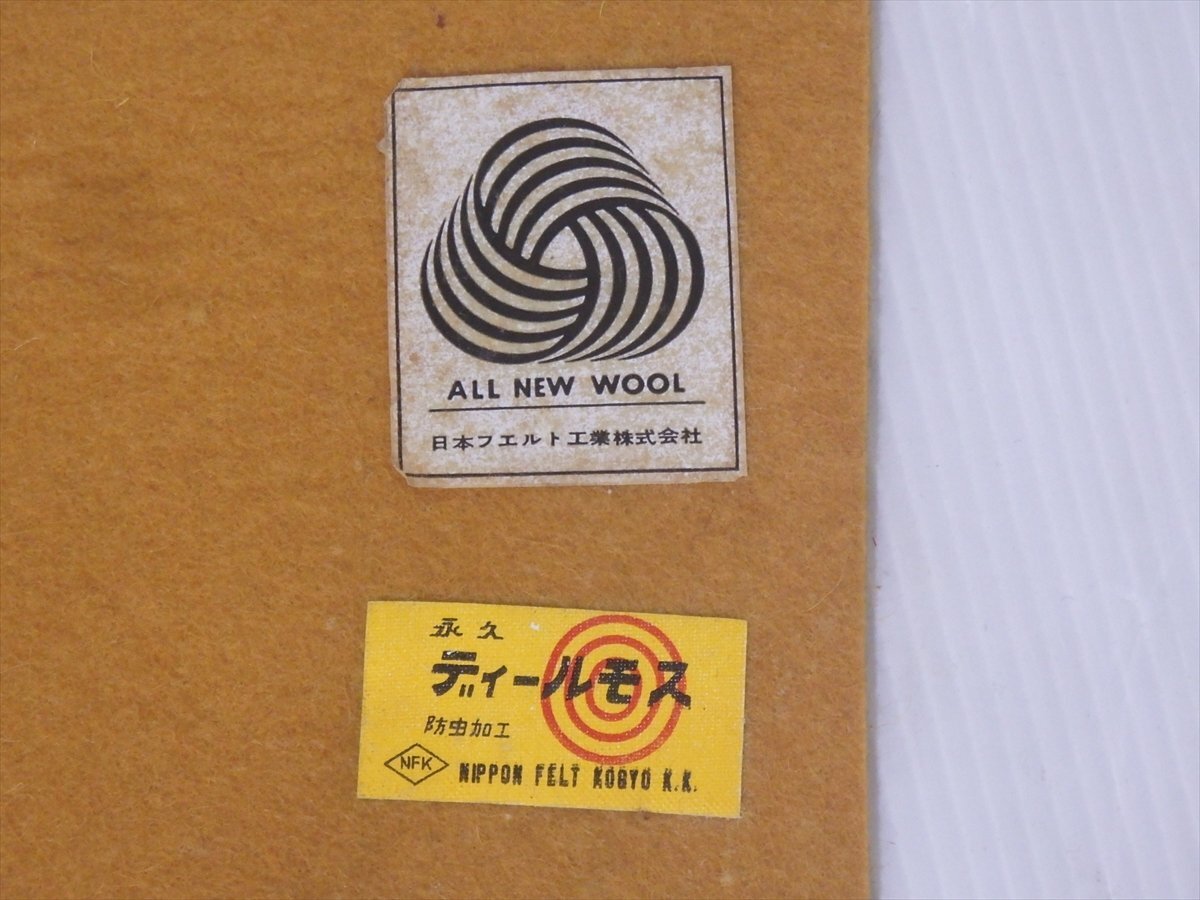 ALL NEW WOOL
日本フエルト工業株式会社
永久
ディールモス
防虫加工
NFK NIPPON FELT KOGYO K.K.